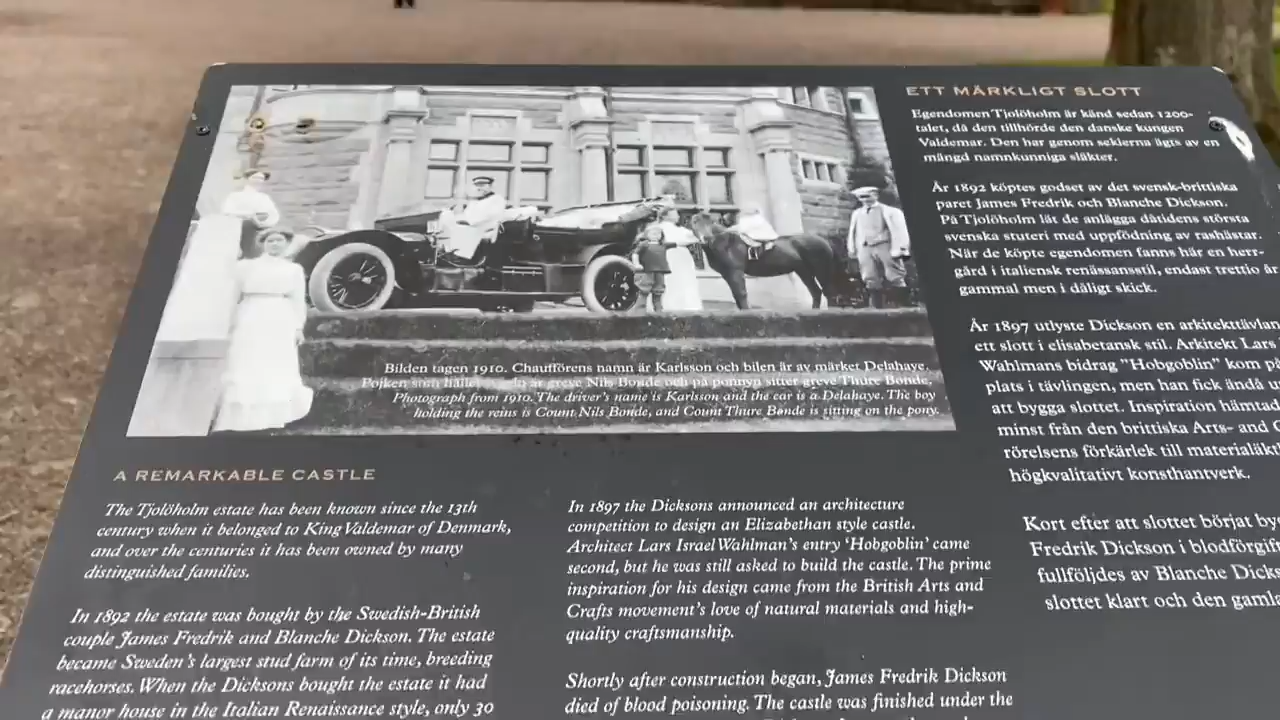 Bilden tagen 1910. Chaufförens namn är Karlsson och bilen är av märket Delahaye.
Pojken som håller är greve Nils Bonde och på ponnyn sitter greve Thure Bonde.
Photograph from 1910. The driver's name is Karlsson and the car is a Delahaye. The boy
holding the reins is Count Nils Bonde, and Count Thure Bonde is sitting on the pony.
A REMARKABLE CASTLE
The Tjolöholm estate has been known since the 13th
century when it belonged to King Valdemar of Denmark,
and over the centuries it has been owned by many
distinguished families.
In 1892 the estate was bought by the Swedish-British
couple James Fredrik and Blanche Dickson. The estate
became Sweden's largest stud farm of its time, breeding
racehorses. When the Dicksons bought the estate it had
a manor house in the Italian Renaissance style, only 30
In 1897 the Dicksons announced an architecture
competition to design an Elizabethan style castle.
Architect Lars Israel Wahlman's entry 'Hobgoblin' came
second, but he was still asked to build the castle. The prime
inspiration for his design came from the British Arts and
Crafts movement's love of natural materials and high-
quality craftsmanship.
Shortly after construction began, James Fredrik Dickson
died of blood poisoning. The castle was finished under the
ETT MÄRKLIGT SLOTT
Egendomen Tjolöholm är känd sedan 1200-
talet, då den tillhörde den danske kungen
Valdemar. Den har genom seklerna ägts av en
mängd namnkunniga släkter.
År 1892 köptes godset av det svensk-brittiska
paret James Fredrik och Blanche Dickson.
På Tjolöholm lät de anlägga dåtidens största
svenska stuteri med uppfödning av rashästar.
När de köpte egendomen fanns här en herr-
gård i italiensk renässansstil, endast trettio år
gammal men i dåligt skick.
År 1897 utlyste Dickson en arkitekttävlan
ett slott i elisabetansk stil. Arkitekt Lars
Wahlmans bidrag "Hobgoblin" kom på
plats i tävlingen, men han fick ändå u
att bygga slottet. Inspiration hämtad
minst från den brittiska Arts- and C
rörelsens förkärlek till materialäkt
högkvalitativt konsthantverk.
Kort efter att slottet börjat by
Fredrik Dickson i blodförgift
fullföljdes av Blanche Dicks
slottet klart och den gamla